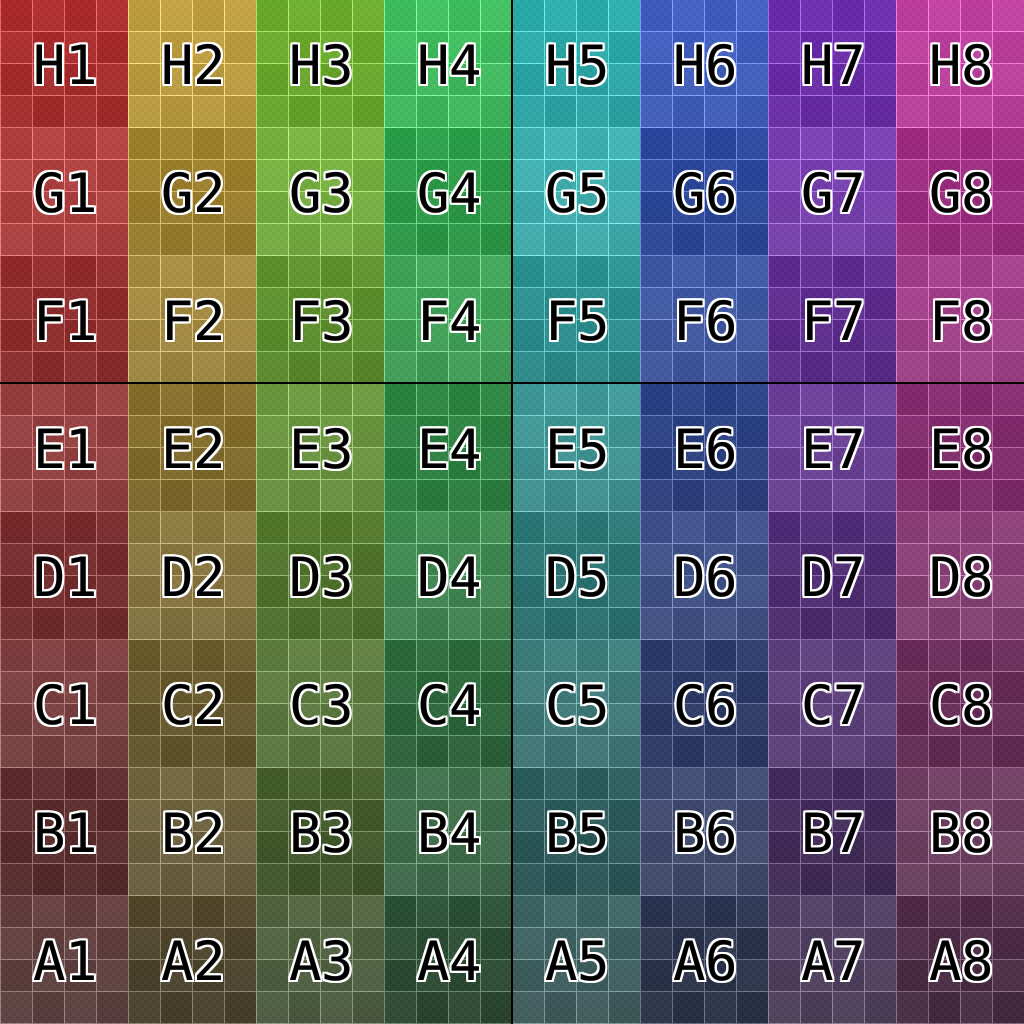 H1 H2 H3 H4 H5 H6 H7 H8
G1 G2 G3 G4 G5 G6 G7 G8
F1 F2 F3 F4 F5 F6 F7 F8
E1 E2 E3 E4 E5 E6 E7 E8
D1 D2 D3 D4 D5 D6 D7 D8
C1 C2 C3 C4 C5 C6 C7 C8
B1 B2 B3 B4 B5 B6 B7 B8
A1 A2 A3 A4 A5 A6 A7 A8